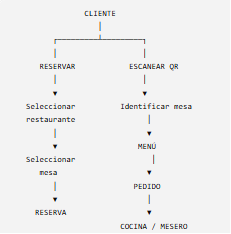 CLIENTE
RESERVAR ESCANEAR QR
Seleccionar Identificar mesa
restaurante
Seleccionar MENÚ
mesa
PEDIDO
RESERVA
COCINA / MESERO